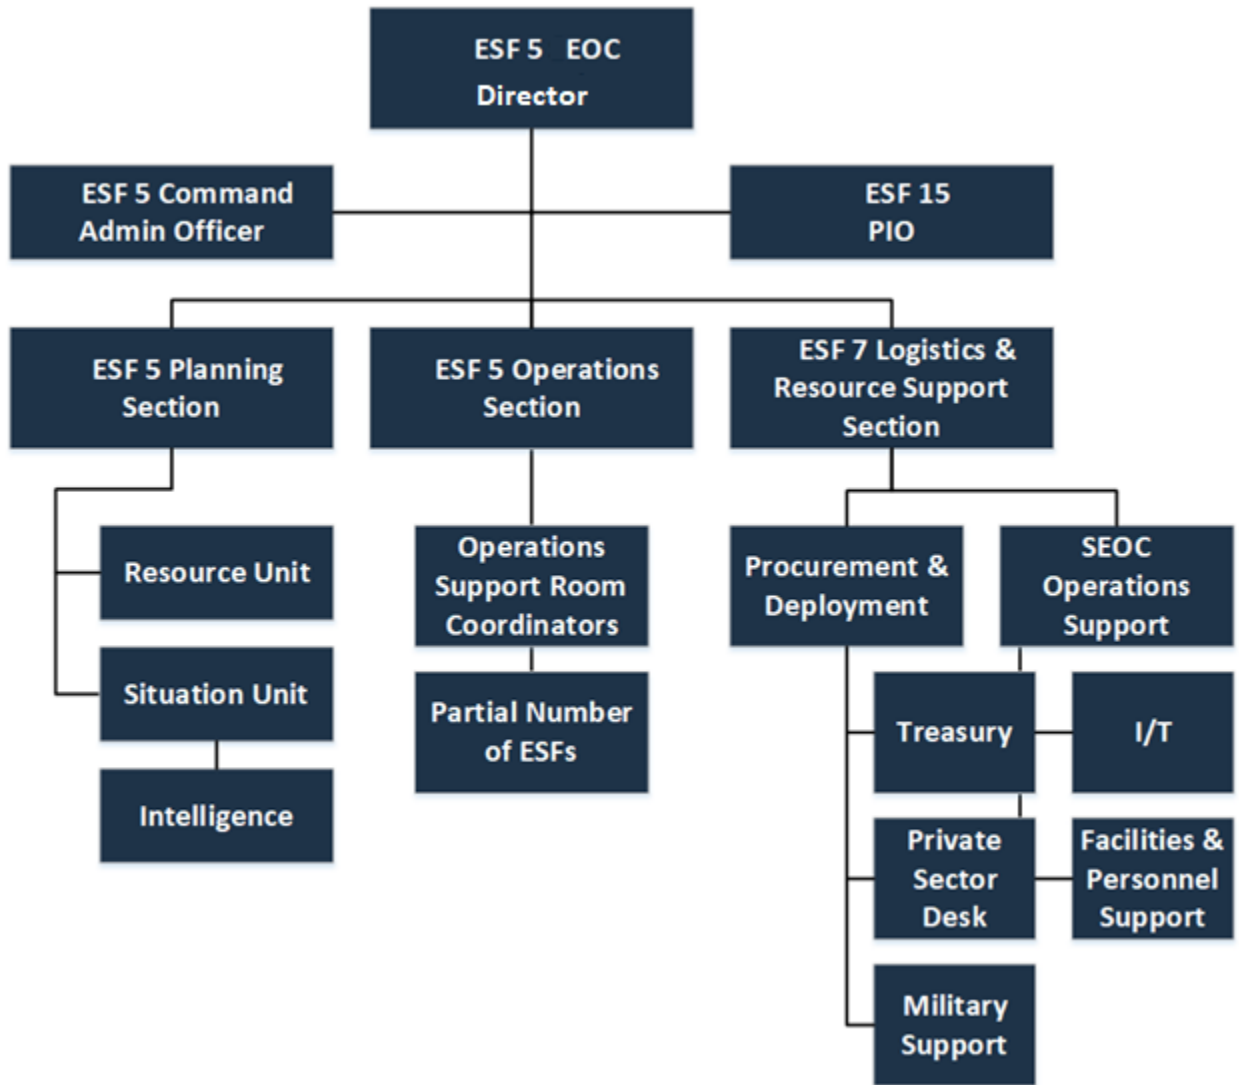 ESF 5 EOC
Director
ESF 5 Command
Admin Officer
ESF 15
PIO
ESF 5 Planning
Section
ESF 5 Operations
Section
ESF 7 Logistics &
Resource Support
Section
Resource Unit
Situation Unit
Intelligence
Operations
Support Room
Coordinators
Partial Number
of ESFs
Procurement &
Deployment
SEOC
Operations
Support
Treasury
I/T
Private
Sector
Desk
Facilities &
Personnel
Support
Military
Support